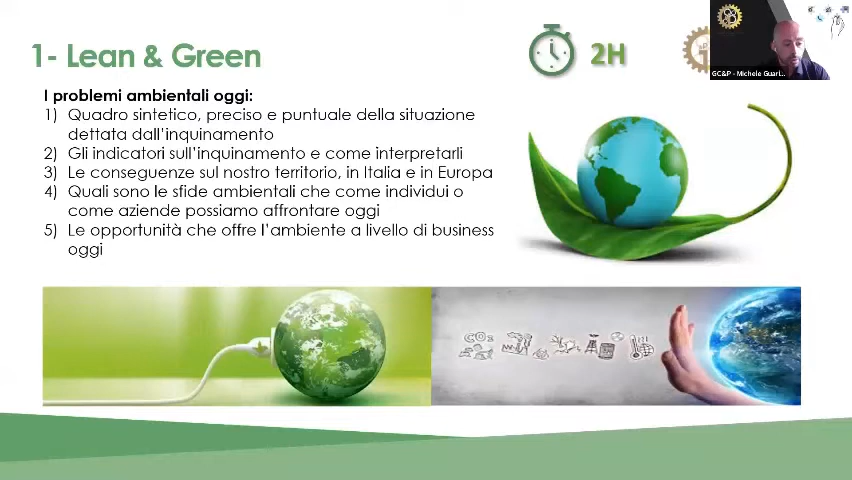 1- Lean & Green
2H
GC&P - Michele Guari...
I problemi ambientali oggi:
1) Quadro sintetico, preciso e puntuale della situazione
dettata dall'inquinamento
2) Gli indicatori sull'inquinamento e come interpretarli
3) Le conseguenze sul nostro territorio, in Italia e in Europa
4) Quali sono le sfide ambientali che come individui o
come aziende possiamo affrontare oggi
5) Le opportunità che offre l'ambiente a livello di business
oggi
CO₂